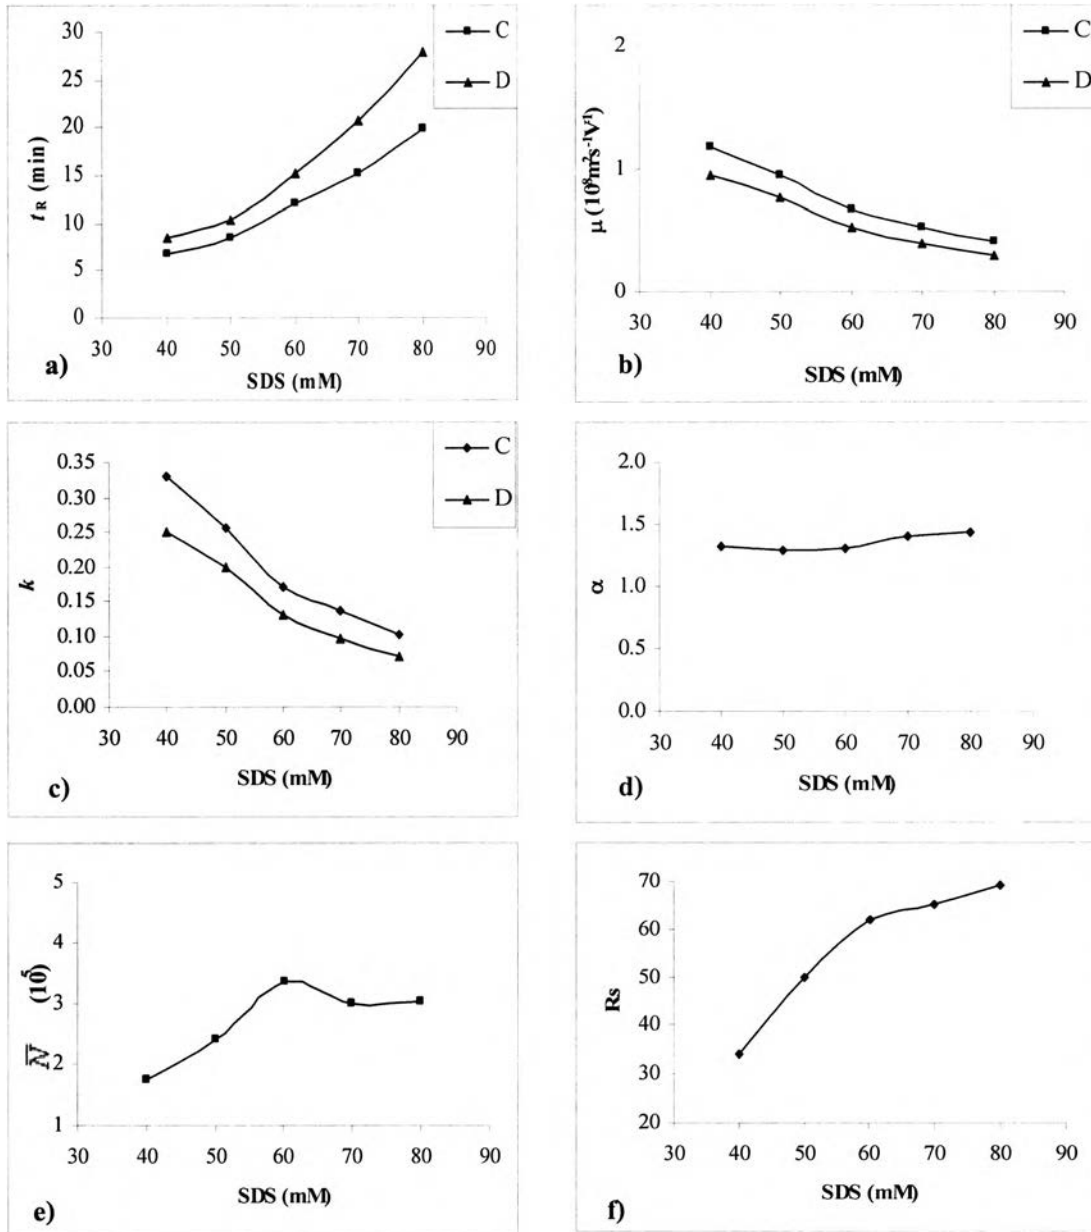 30
25
20
15
10
5
0
t R (min)
30 40 50 60 70 80 90
SDS (mM)
C
D
a)
2
1
0
μ (10⁸m²s⁻¹V¹)
30 40 50 60 70 80 90
SDS (mM)
C
D
b)
0.35
0.30
0.25
0.20
0.15
0.10
0.05
0.00
k
30 40 50 60 70 80 90
SDS (mM)
C
D
c)
2.0
1.5
1.0
0.5
0.0
α
30 40 50 60 70 80 90
SDS (mM)
d)
5
4
3
2
1
N̅ (10⁵)
30 40 50 60 70 80 90
SDS (mM)
e)
70
60
50
40
30
20
Rs
30 40 50 60 70 80 90
SDS (mM)
f)